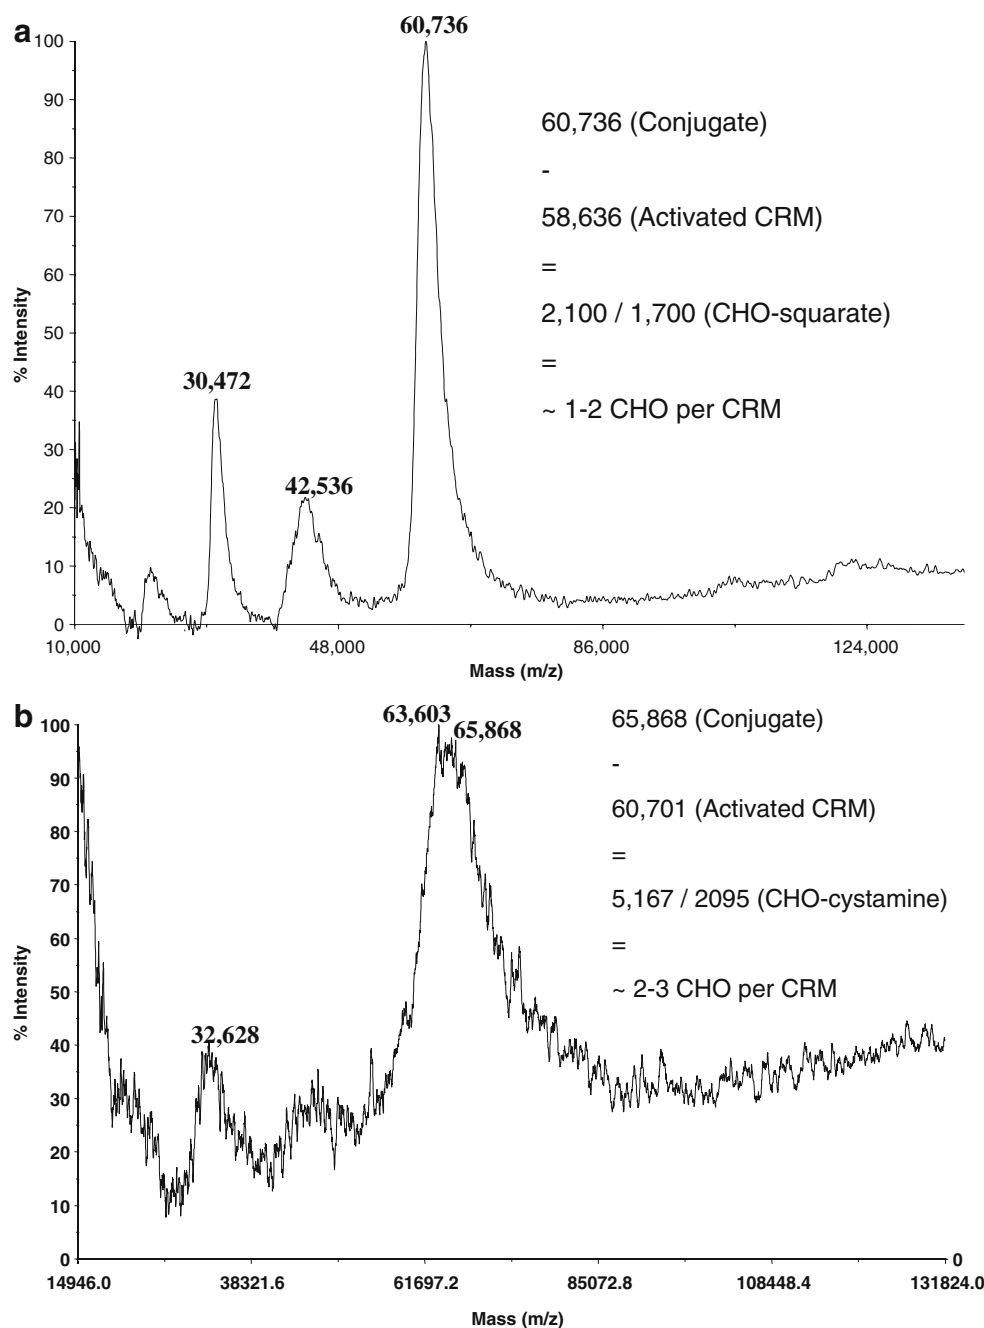 a
60,736
100
90
80
70
60
50
40
30
20
10
0
% Intensity
30,472
42,536
60,736 (Conjugate)
-
58,636 (Activated CRM)
=
2,100 / 1,700 (CHO-squarate)
=
~ 1-2 CHO per CRM
10,000 48,000 86,000 124,000
Mass (m/z)
b
63,603
65,868
100
90
80
70
60
50
40
30
20
10
0
% Intensity
32,628
65,868 (Conjugate)
-
60,701 (Activated CRM)
=
5,167 / 2095 (CHO-cystamine)
=
~ 2-3 CHO per CRM
0
14946.0 38321.6 61697.2 85072.8 108448.4 131824.0
Mass (m/z)